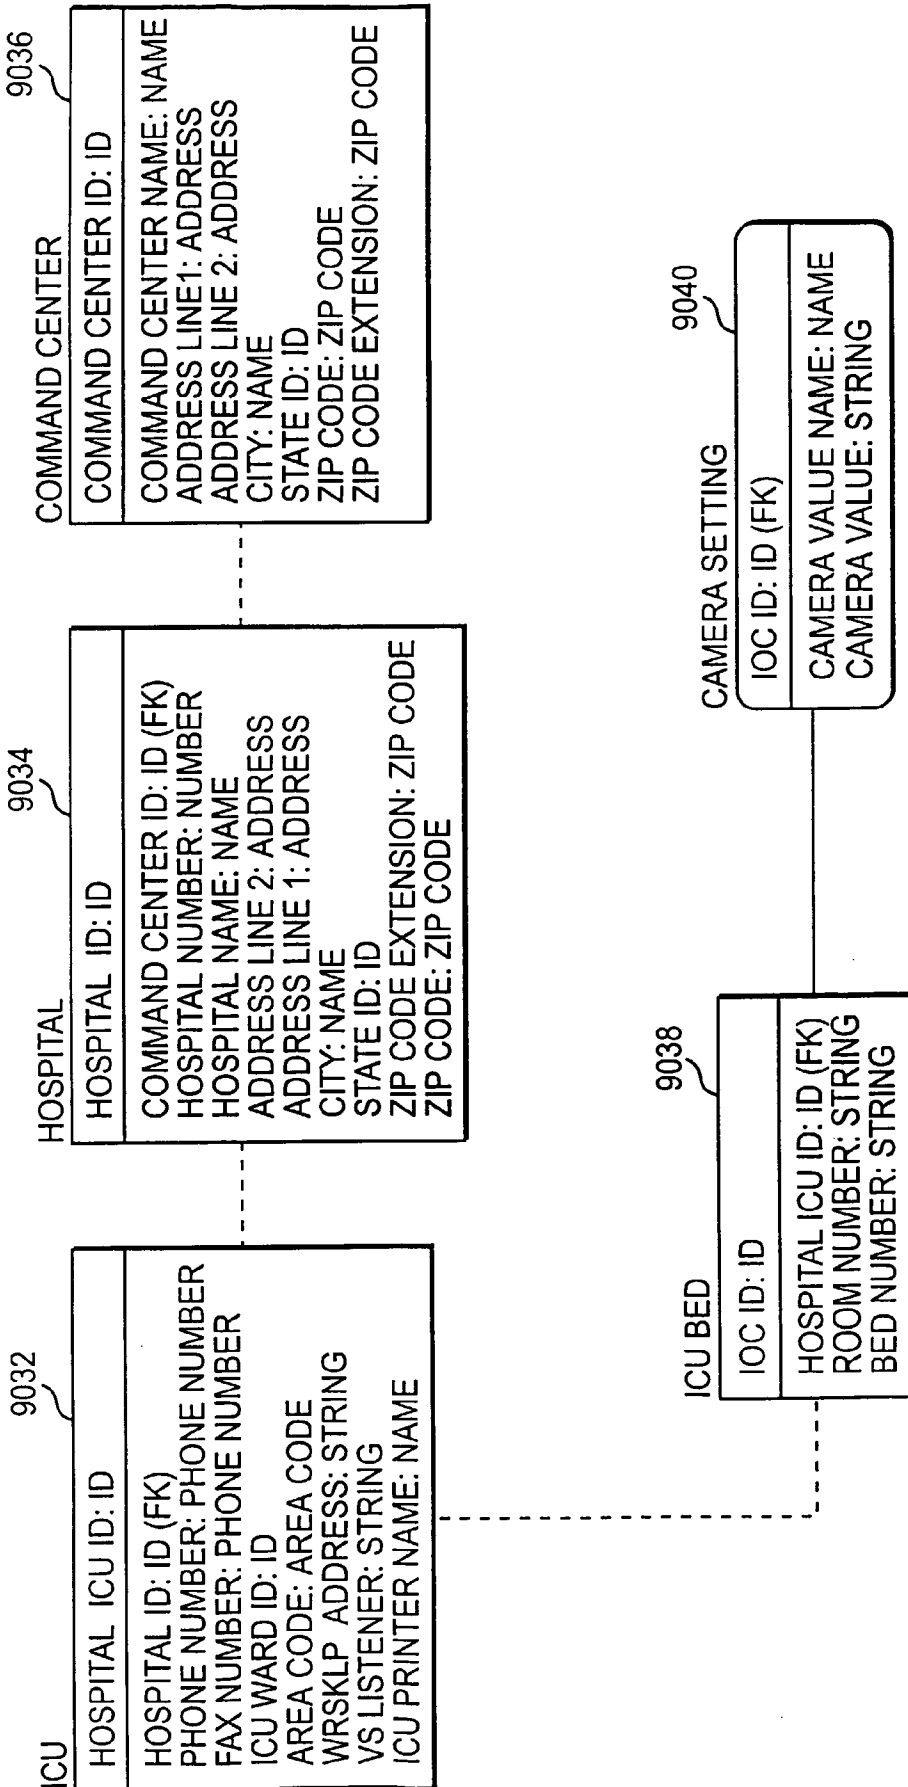 9032
ICU
HOSPITAL ICU ID: ID
HOSPITAL ID: ID (FK)
PHONE NUMBER: PHONE NUMBER
FAX NUMBER: PHONE NUMBER
ICU WARD ID: ID
AREA CODE: AREA CODE
WRSKLP ADDRESS: STRING
VS LISTENER: STRING
ICU PRINTER NAME: NAME
9034
HOSPITAL
HOSPITAL ID: ID
COMMAND CENTER ID: ID (FK)
HOSPITAL NUMBER: NUMBER
HOSPITAL NAME: NAME
ADDRESS LINE 2: ADDRESS
ADDRESS LINE 1: ADDRESS
CITY: NAME
STATE ID: ID
ZIP CODE EXTENSION: ZIP CODE
ZIP CODE: ZIP CODE
9036
COMMAND CENTER
COMMAND CENTER ID: ID
COMMAND CENTER NAME: NAME
ADDRESS LINE1: ADDRESS
ADDRESS LINE 2: ADDRESS
CITY: NAME
STATE ID: ID
ZIP CODE: ZIP CODE
ZIP CODE EXTENSION: ZIP CODE
9038
ICU BED
IOC ID: ID
HOSPITAL ICU ID: ID (FK)
ROOM NUMBER: STRING
BED NUMBER: STRING
9040
CAMERA SETTING
IOC ID: ID (FK)
CAMERA VALUE NAME: NAME
CAMERA VALUE: STRING